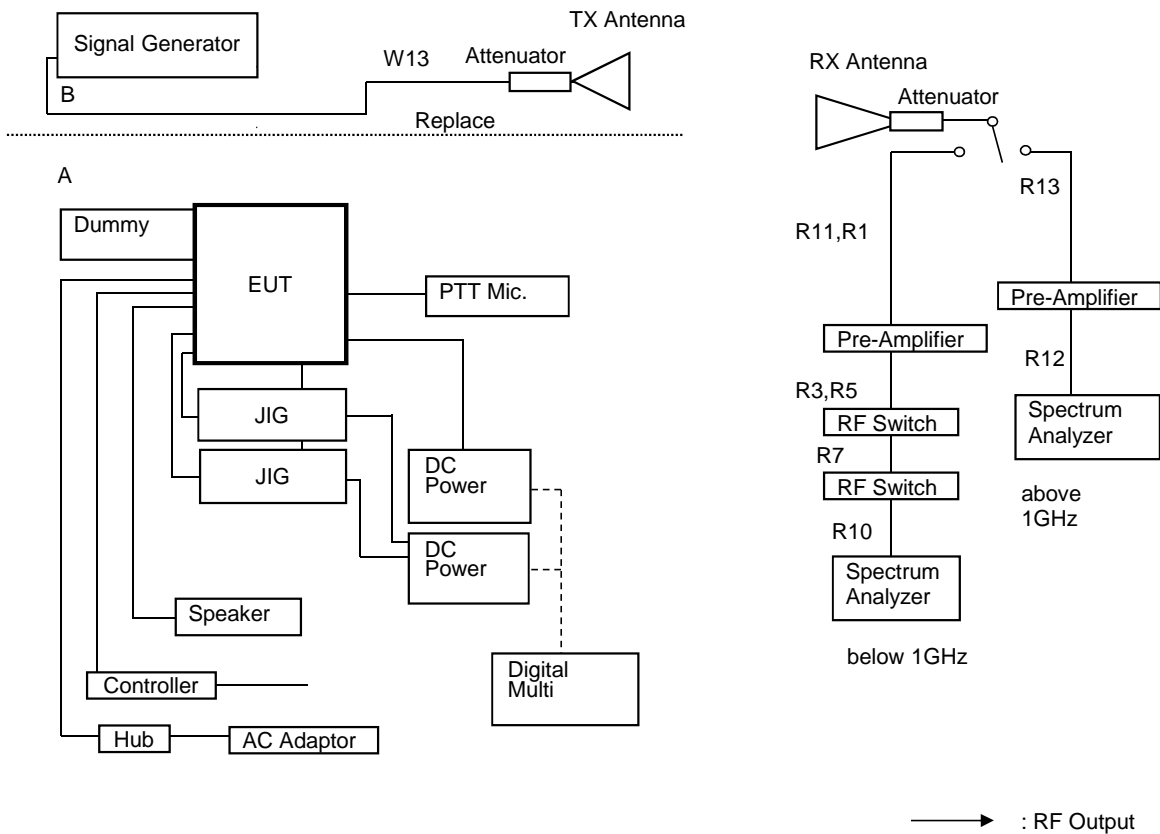 TX Antenna
Signal Generator
W13
Attenuator
B
Replace
A
Dummy
EUT
PTT Mic.
JIG
JIG
DC
Power
DC
Power
Speaker
Digital
Multi
Controller
Hub
AC Adaptor
RX Antenna
Attenuator
R13
R11,R1
Pre-Amplifier
Pre-Amplifier
R12
R3,R5
RF Switch
Spectrum
Analyzer
R7
RF Switch
above
1GHz
R10
Spectrum
Analyzer
below 1GHz
: RF Output